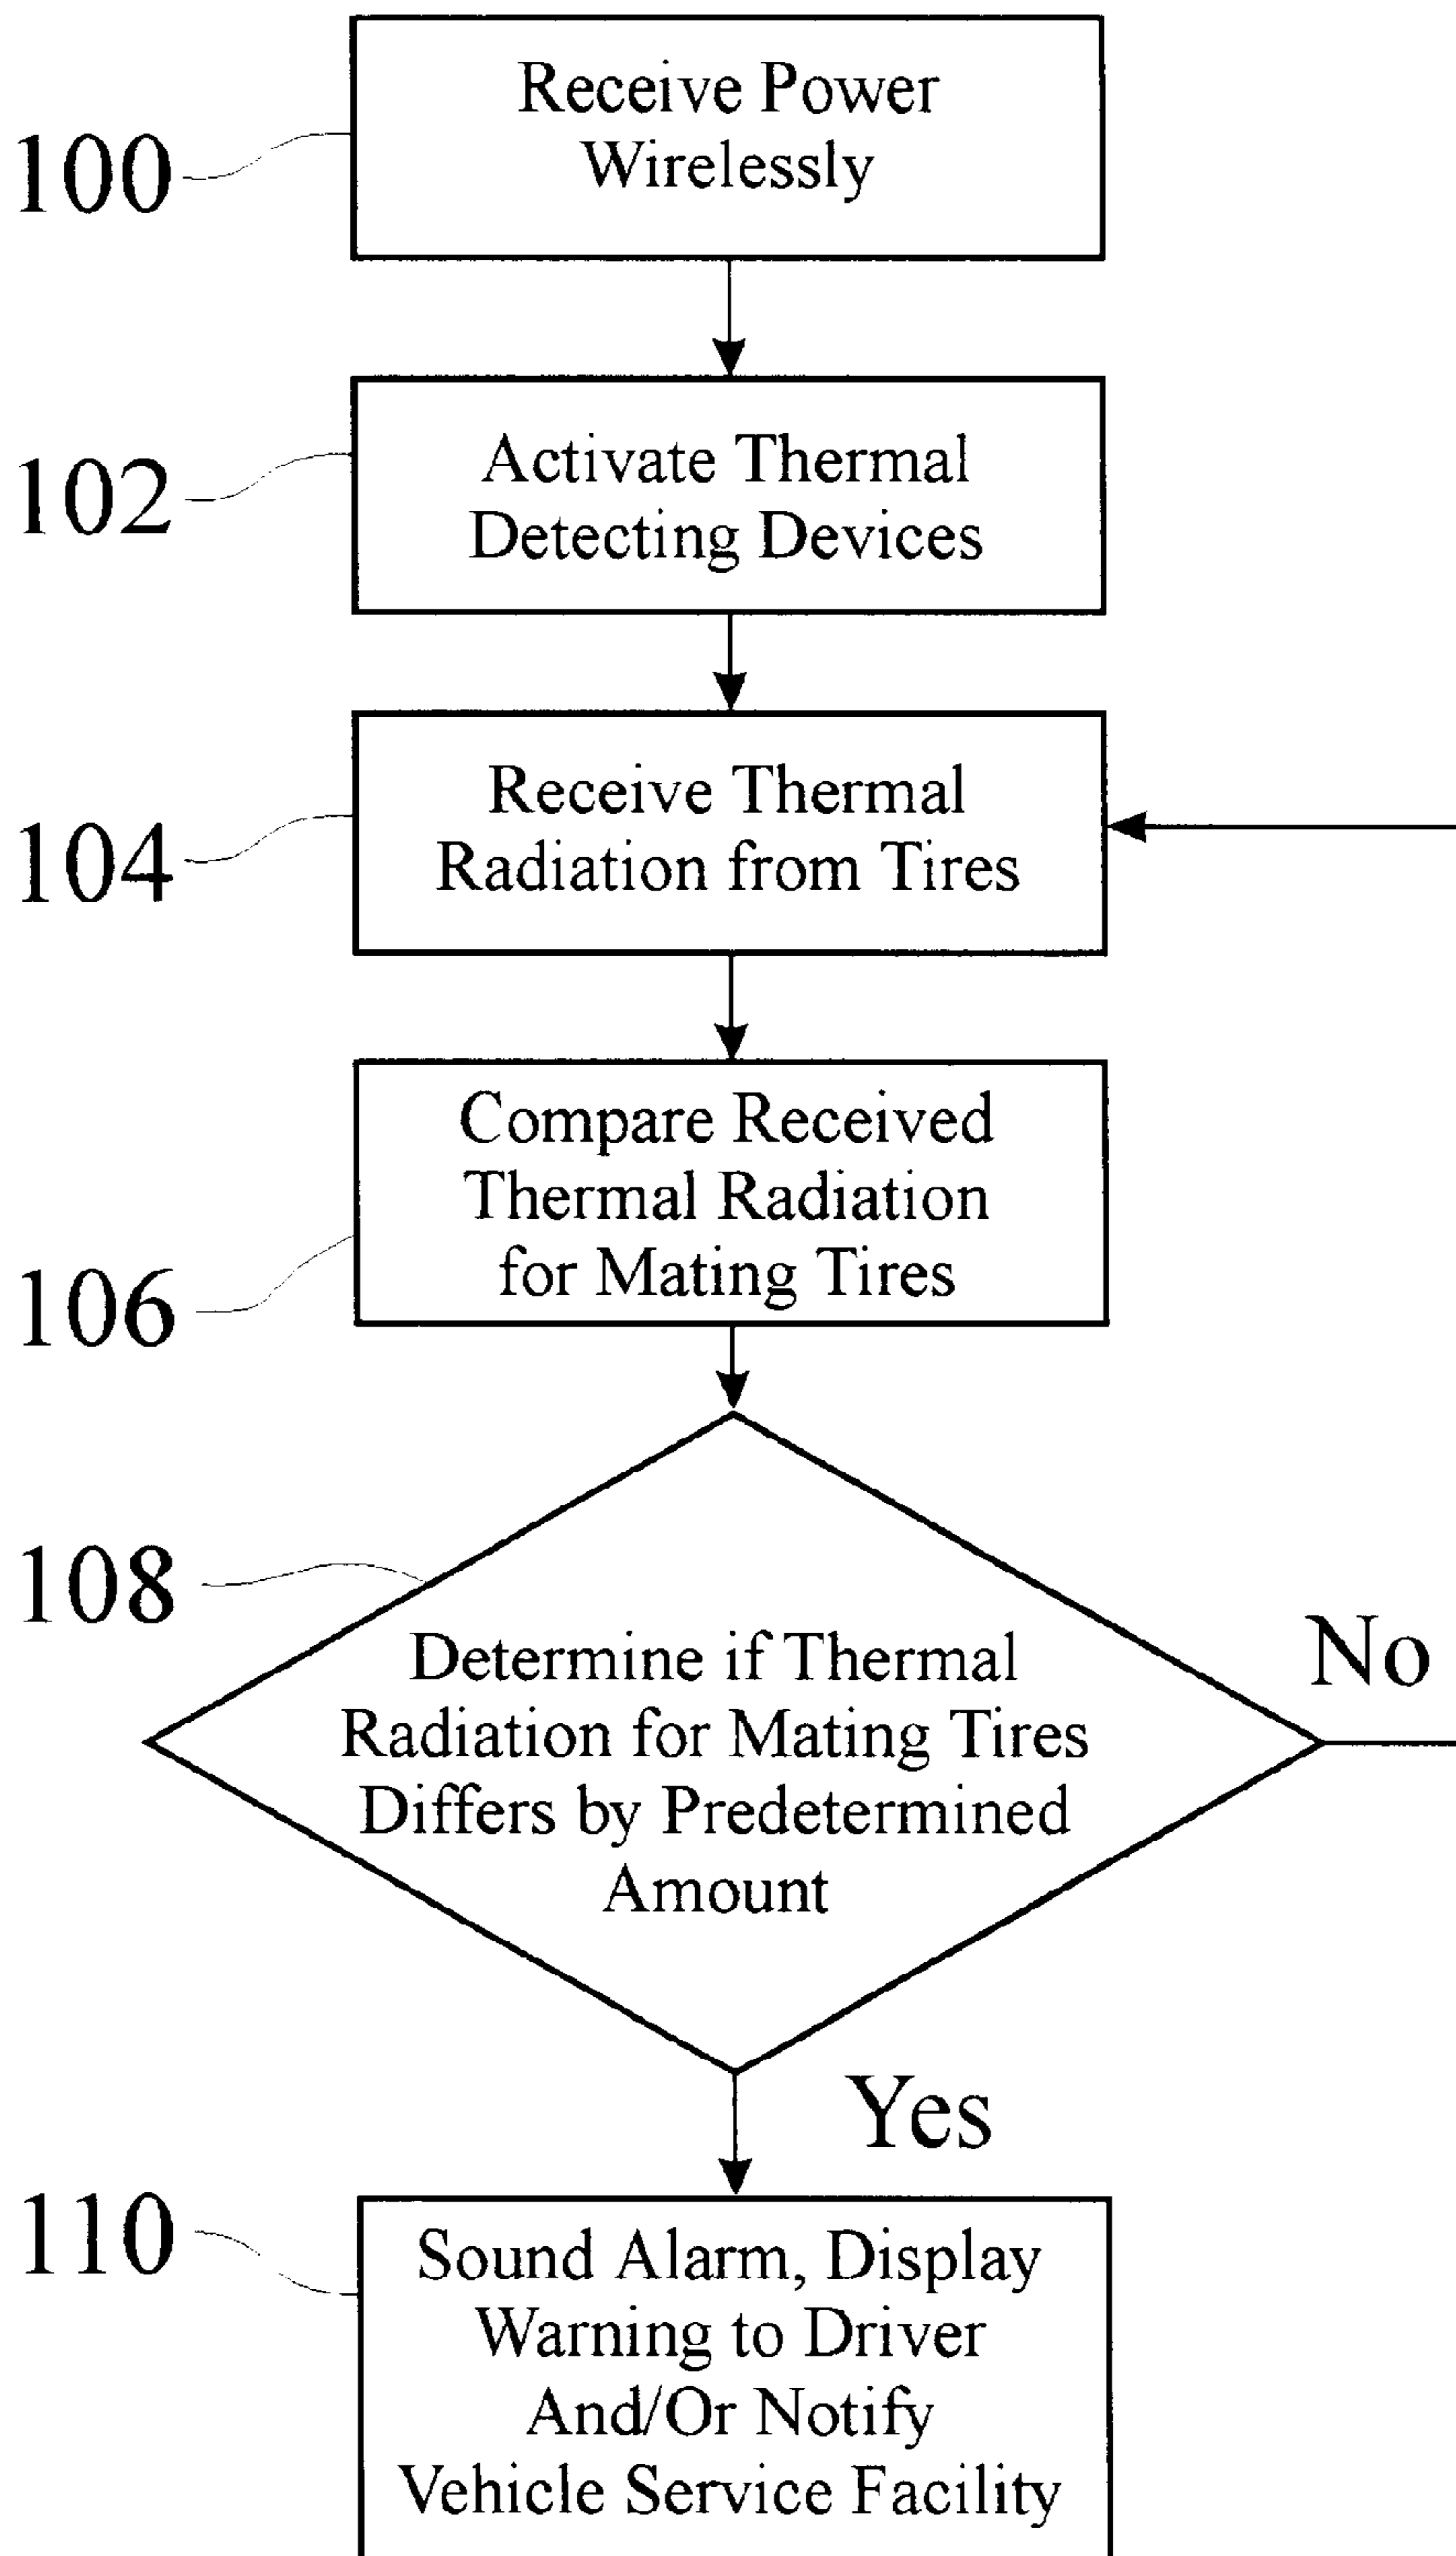 Receive Power
Wirelessly
100
Activate Thermal
Detecting Devices
102
Receive Thermal
Radiation from Tires
104
Compare Received
Thermal Radiation
for Mating Tires
106
108
Determine if Thermal
Radiation for Mating Tires
Differs by Predetermined
Amount
No
Yes
110
Sound Alarm, Display
Warning to Driver
And/Or Notify
Vehicle Service Facility